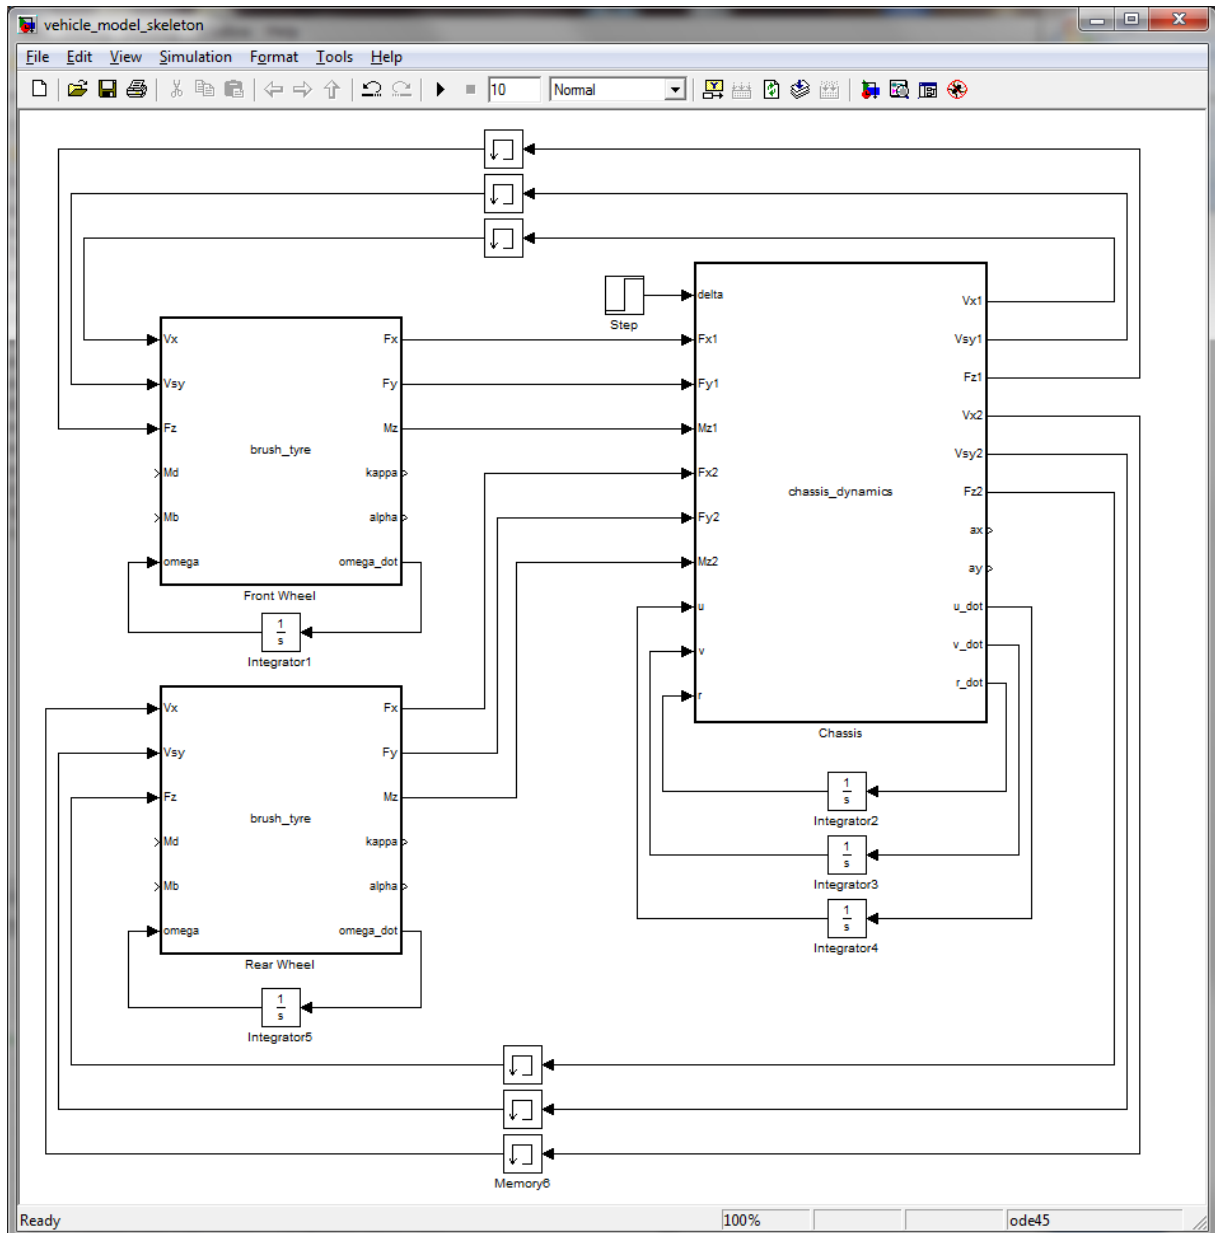 vehicle_model_skeleton
File Edit View Simulation Format Tools Help
10 Normal
delta
Step
Fx1
Fy1
Mz1
Fx2
Fy2
Mz2
u
v
r
chassis_dynamics
Vx1
Vsy1
Fz1
Vx2
Vsy2
Fz2
ax
ay
u_dot
v_dot
r_dot
Chassis
Vx
Vsy
Fz
Md
Mb
omega
brush_tyre
Fx
Fy
Mz
kappa
alpha
omega_dot
Front Wheel
1
s
Integrator1
Vx
Vsy
Fz
Md
Mb
omega
brush_tyre
Fx
Fy
Mz
kappa
alpha
omega_dot
Rear Wheel
1
s
Integrator5
1
s
Integrator2
1
s
Integrator3
1
s
Integrator4
Memory6
Ready 100% ode45